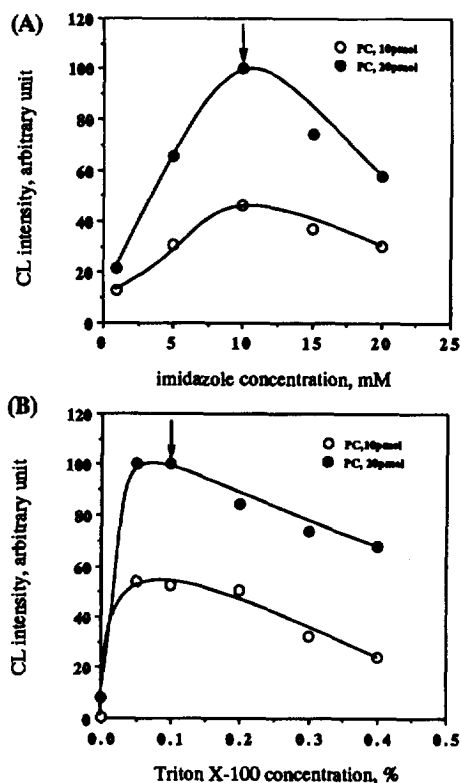 (A)
120
100
80
60
40
20
0
CL intensity, arbitrary unit
PC, 10pmol
PC, 20pmol
0 5 10 15 20 25
imidazole concentration, mM
(B)
120
100
80
60
40
20
0
CL intensity, arbitrary unit
PC,10pmol
PC, 20pmol
0.0 0.1 0.2 0.3 0.4 0.5
Triton X-100 concentration, %